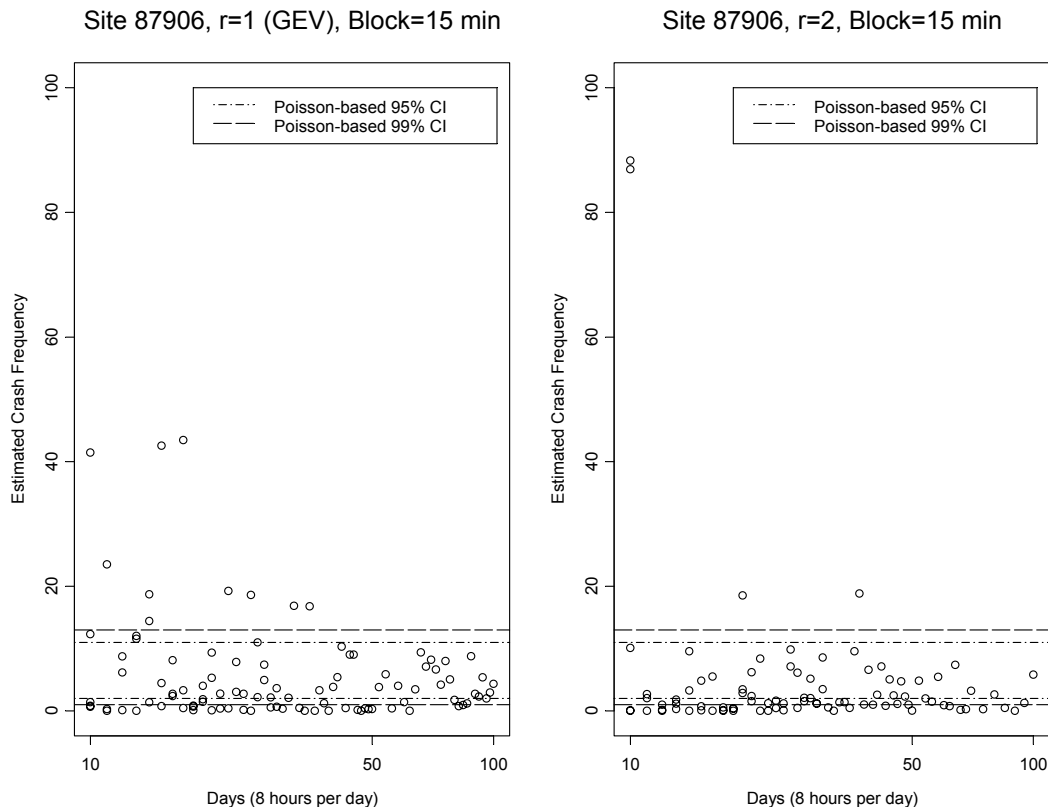 Site 87906, r=1 (GEV), Block=15 min
Estimated Crash Frequency
100
80
60
40
20
0
Poisson-based 95% CI
Poisson-based 99% CI
10
50
100
Days (8 hours per day)
Site 87906, r=2, Block=15 min
Estimated Crash Frequency
100
80
60
40
20
0
Poisson-based 95% CI
Poisson-based 99% CI
10
50
100
Days (8 hours per day)